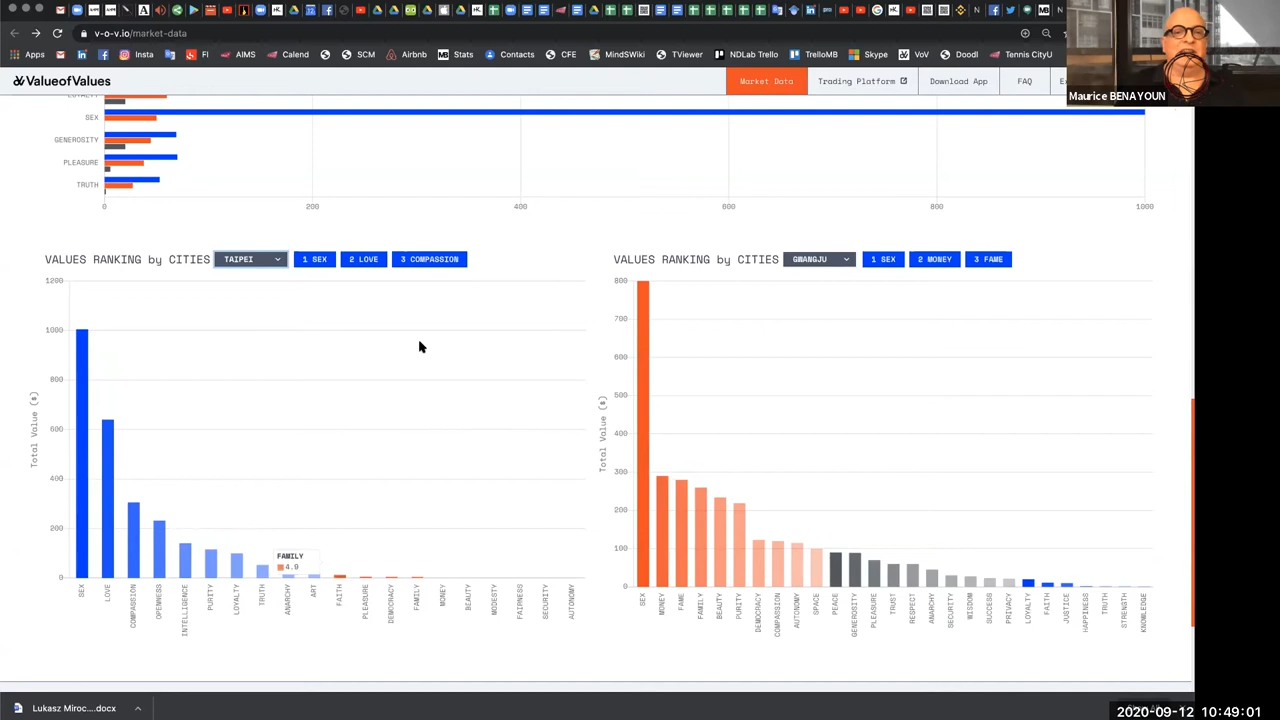 v-o-v.io/market-data
Apps M Insta FI AIMS Calend SCM Airbnb Contacts CFE MindSwiki TViewer NDLab Trello TrelloMB Stats Skype VoV Doodl Tennis CityU
ValueofValues Market Data Trading Platform Download App FAQ
Maurice BENAYOUN
SEX
GENEROSITY
PLEASURE
TRUTH
0 200 400 600 800 1000
VALUES RANKING by CITIES TAIPEI 1 SEX 2 LOVE 3 COMPASSION
VALUES RANKING by CITIES GWANGJU 1 SEX 2 MONEY 3 FAME
1200
1000
800
600
400
200
0
Total Value ($)
FAMILY
4.9
SEX LOVE COMPASSION OPENNESS INTELLIGENCE PURITY LOYALTY TRUTH ANARCHY ART FAITH PLEASURE DEMOCRACY FAMILY MONEY BEAUTY MODESTY FAIRNESS SECURITY AUTONOMY
800
700
600
500
400
300
200
100
0
Total Value ($)
SEX MONEY FAME FAMILY BEAUTY PURITY DEMOCRACY COMPASSION AUTONOMY SPACE PEACE GENEROSITY PLEASURE TRUST RESPECT ANARCHY SECURITY WISDOM SUCCESS PRIVACY LOYALTY FAITH JUSTICE HAPPINESS TRUTH STRENGTH KNOWLEDGE
Lukasz Miroc....docx
2020-09-12 10:49:01